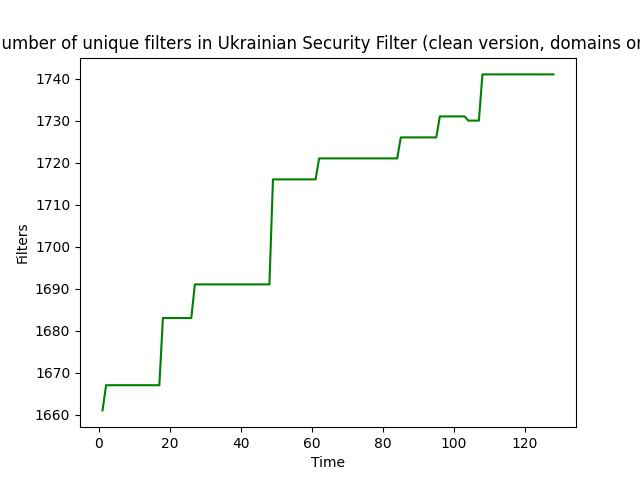 umber of unique filters in Ukrainian Security Filter (clean version, domains or
1740
1730
1720
1710
1700
1690
1680
1670
1660
Filters
0 20 40 60 80 100 120
Time